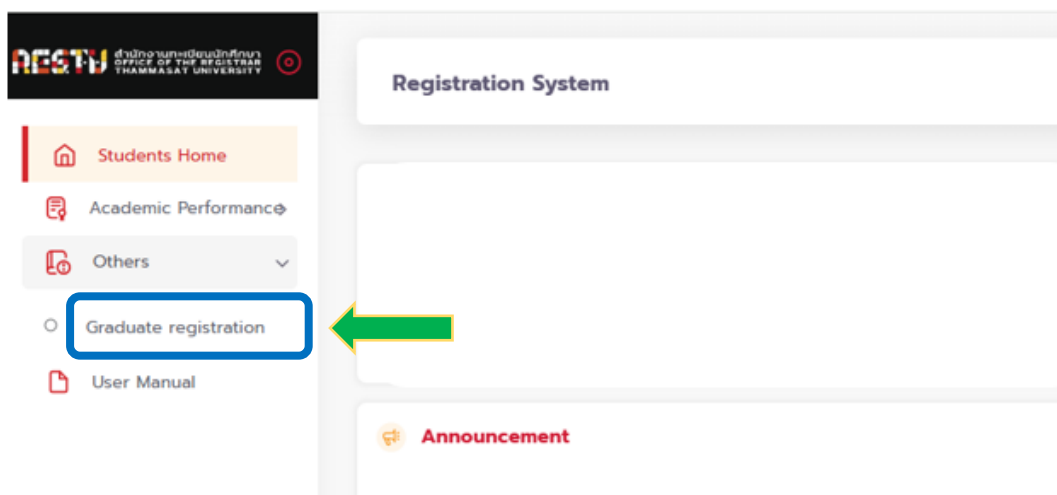 RESTU
สำนักงานทะเบียนนักศึกษา
OFFICE OF THE REGISTRAR
THAMMASAT UNIVERSITY
Registration System
Students Home
Academic Performance
Others
Graduate registration
User Manual
Announcement